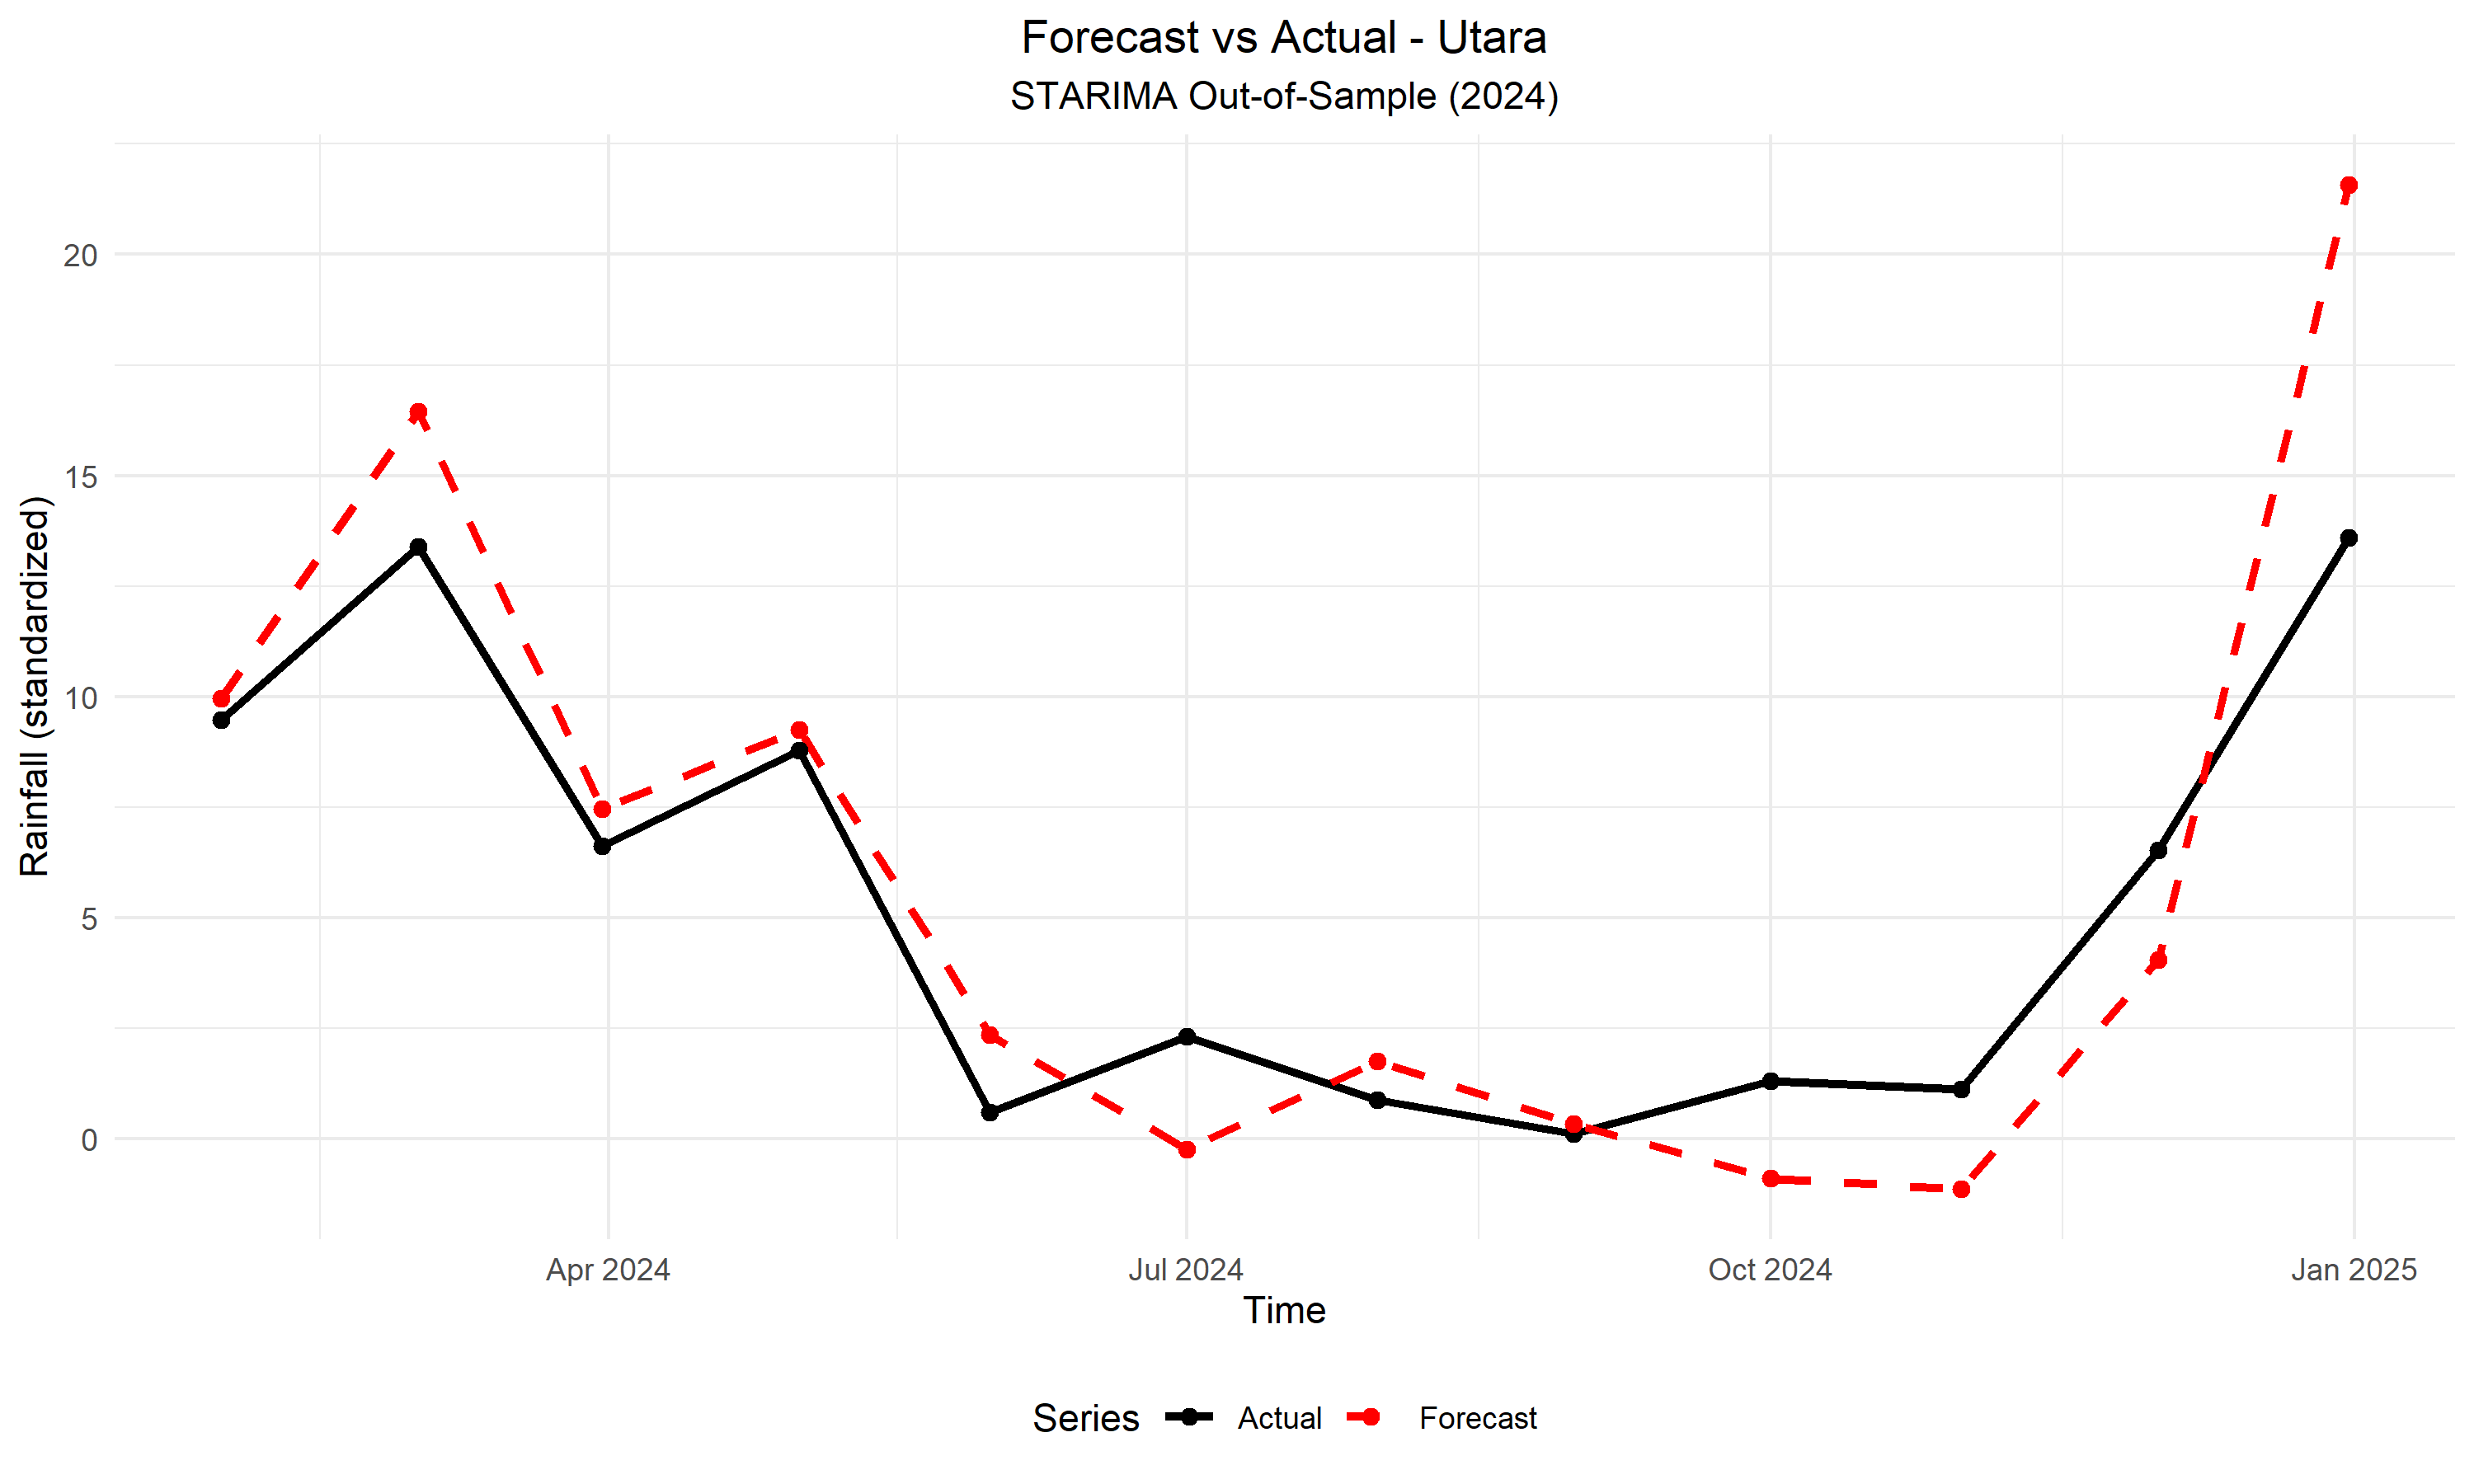 Forecast vs Actual - Utara
STARIMA Out-of-Sample (2024)
Rainfall (standardized)
20
15
10
5
0
Apr 2024
Jul 2024
Oct 2024
Jan 2025
Time
Series
Actual
Forecast